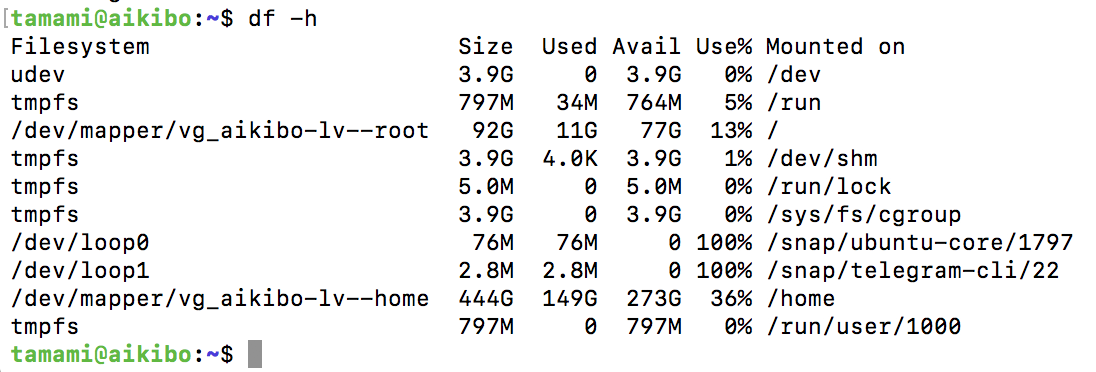 [tamami@aikibo:~$ df -h
Filesystem                       Size  Used Avail Use% Mounted on
udev                             3.9G     0  3.9G   0% /dev
tmpfs                            797M   34M  764M   5% /run
/dev/mapper/vg_aikibo-lv--root    92G   11G   77G  13% /
tmpfs                            3.9G  4.0K  3.9G   1% /dev/shm
tmpfs                            5.0M     0  5.0M   0% /run/lock
tmpfs                            3.9G     0  3.9G   0% /sys/fs/cgroup
/dev/loop0                        76M   76M     0 100% /snap/ubuntu-core/1797
/dev/loop1                       2.8M  2.8M     0 100% /snap/telegram-cli/22
/dev/mapper/vg_aikibo-lv--home   444G  149G  273G  36% /home
tmpfs                            797M     0  797M   0% /run/user/1000
tamami@aikibo:~$